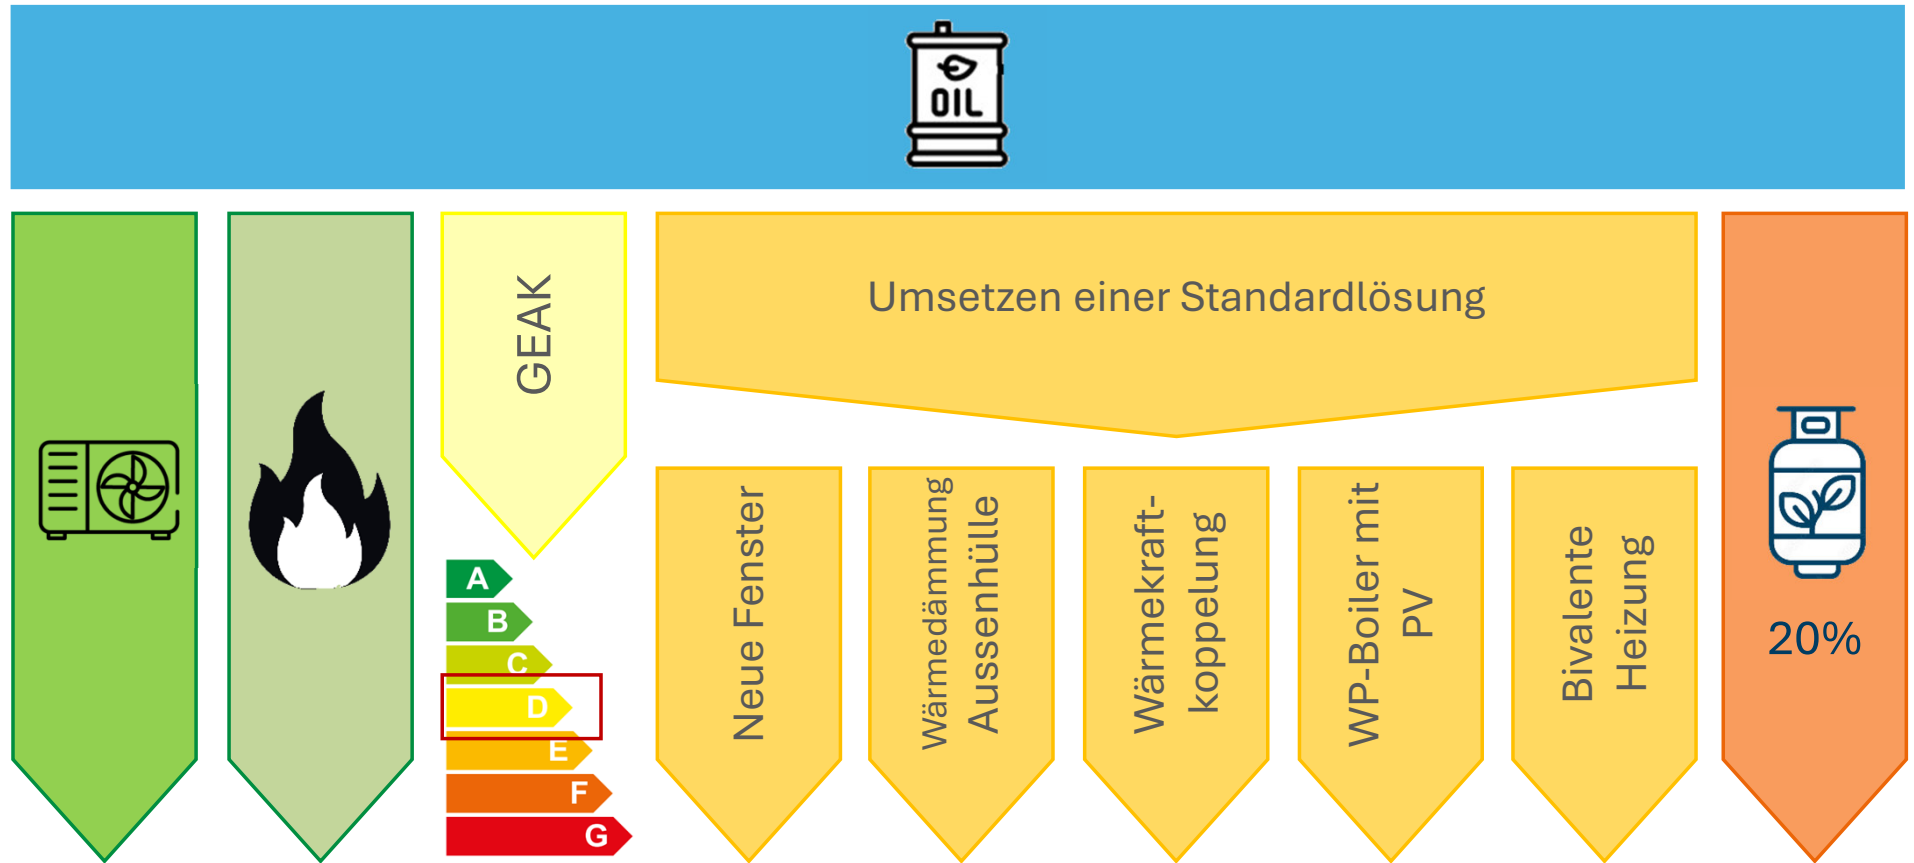 OIL
GEAK
A
B
C
D
E
F
G
Umsetzen einer Standardlösung
Neue Fenster
Wärmedämmung
Aussenhülle
Wärmekraft-
koppelung
WP-Boiler mit
PV
Bivalente
Heizung
20%